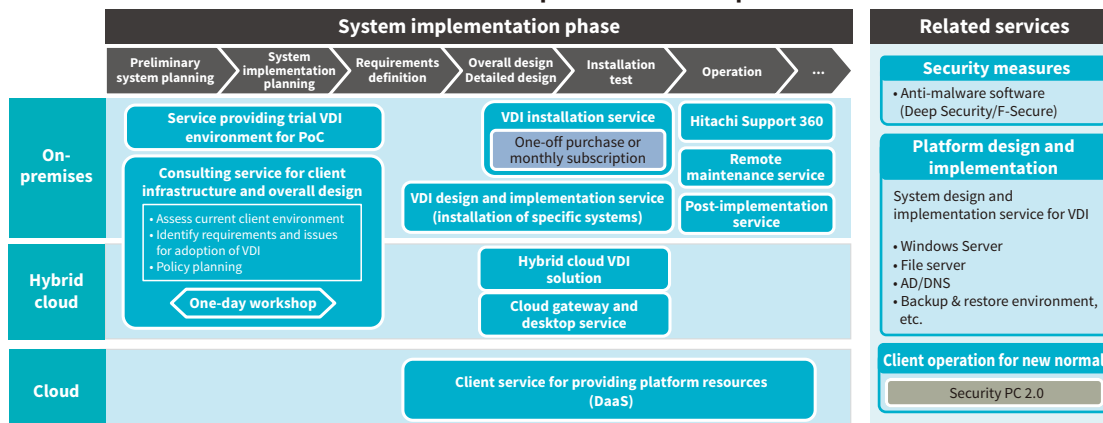 System implementation phase
Related services
Preliminary
system planning
System
implementation
planning
Requirements
definition
Overall design
Detailed design
Installation
test
Operation
...
On-
premises
Service providing trial VDI
environment for PoC
Consulting service for client
infrastructure and overall design
• Assess current client environment
• Identify requirements and issues
for adoption of VDI
• Policy planning
One-day workshop
VDI installation service
One-off purchase or
monthly subscription
VDI design and implementation service
(installation of specific systems)
Hitachi Support 360
Remote
maintenance service
Post-implementation
service
Hybrid
cloud
Hybrid cloud VDI
solution
Cloud gateway and
desktop service
Cloud
Client service for providing platform resources
(DaaS)
Security measures
• Anti-malware software
(Deep Security/F-Secure)
Platform design and
implementation
System design and
implementation service for VDI
• Windows Server
• File server
• AD/DNS
• Backup & restore environment,
etc.
Client operation for new normal
Security PC 2.0